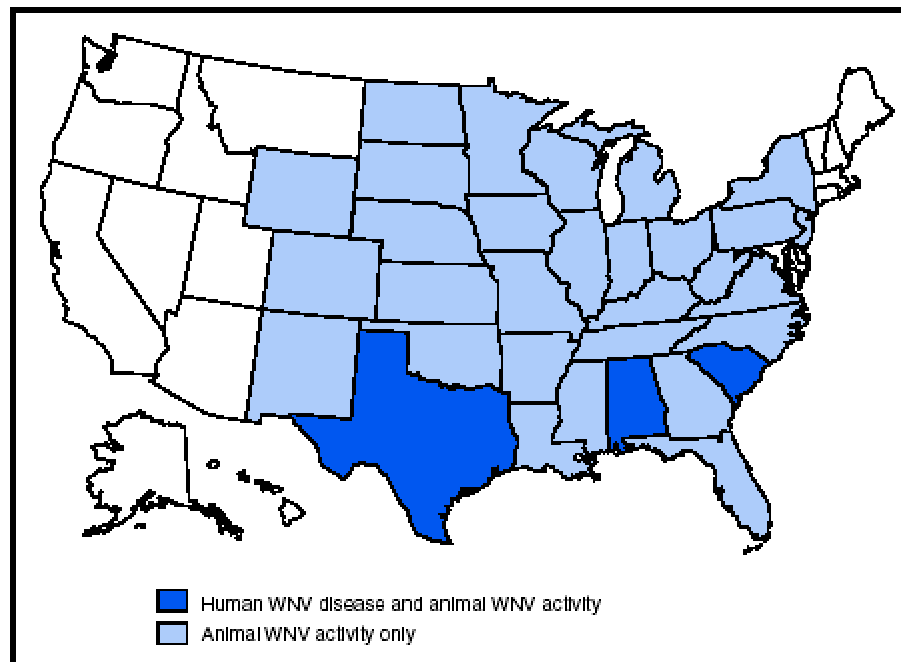 Human WNV disease and animal WNV activity
Animal WNV activity only